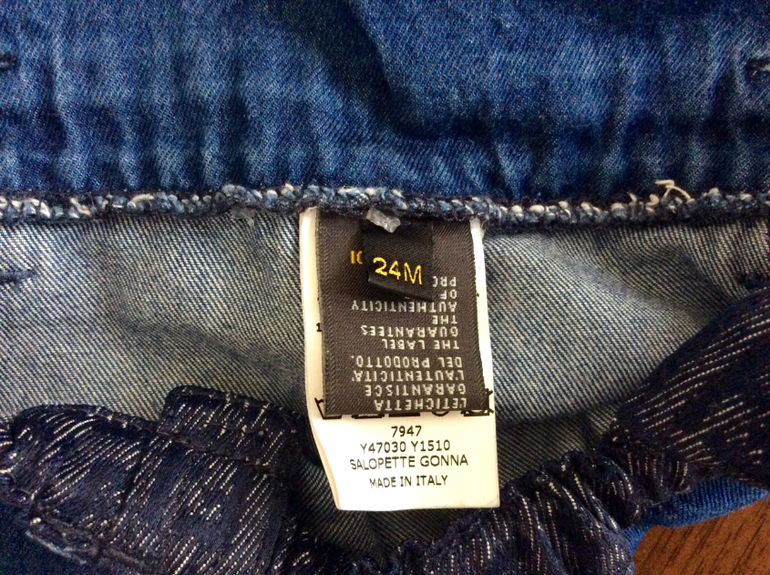 24M
LETICHETTA
GARANTISCE
L'AUTENTICITA'
DEL PRODOTTO.
THE LABEL
GUARANTEES
THE
AUTHENTICITY
OF
7947
Y47030 Y1510
SALOPETTE GONNA
MADE IN ITALY